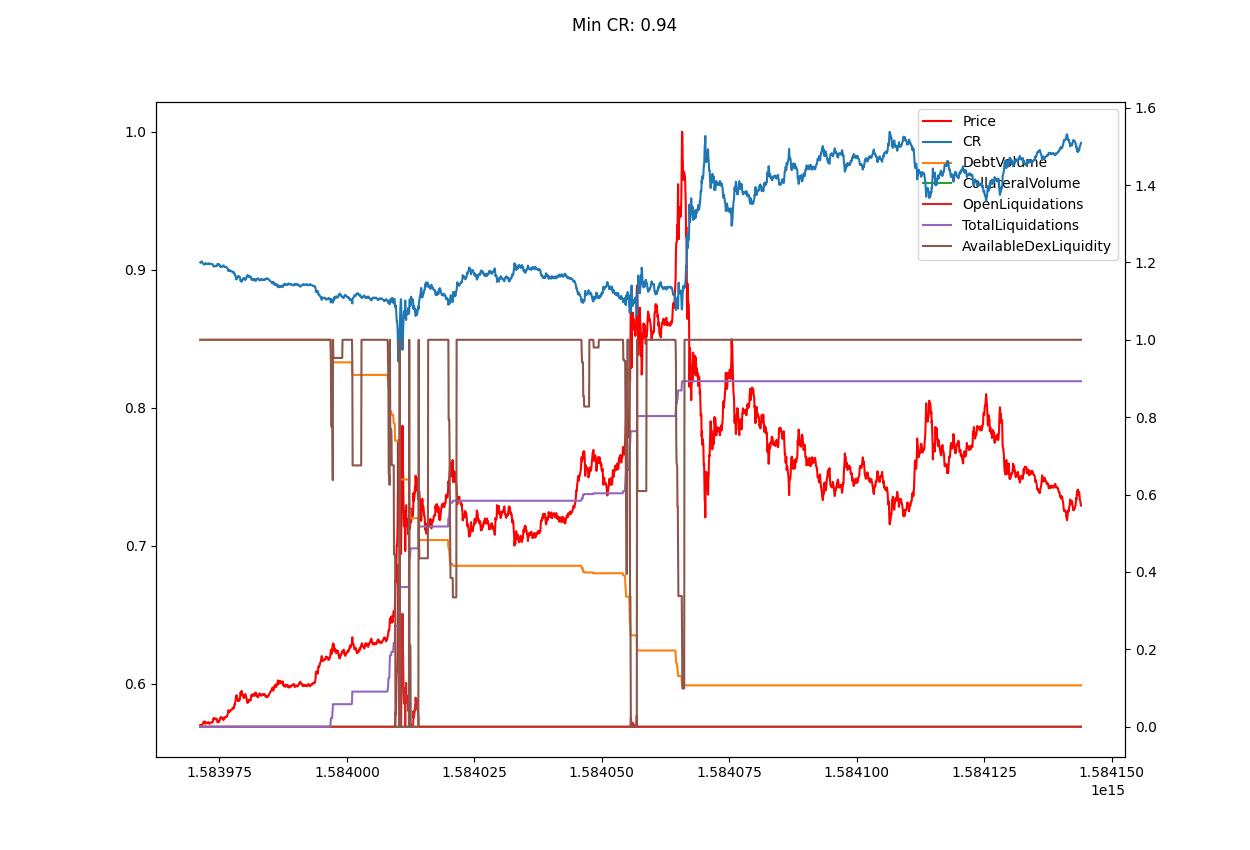 Min CR: 0.94
1.0
0.9
0.8
0.7
0.6
1.6
1.4
1.2
1.0
0.8
0.6
0.4
0.2
0.0
Price
CR
DebtVolume
CollateralVolume
OpenLiquidations
TotalLiquidations
AvailableDexLiquidity
1.583975 1.584000 1.584025 1.584050 1.584075 1.584100 1.584125 1.584150
1e15